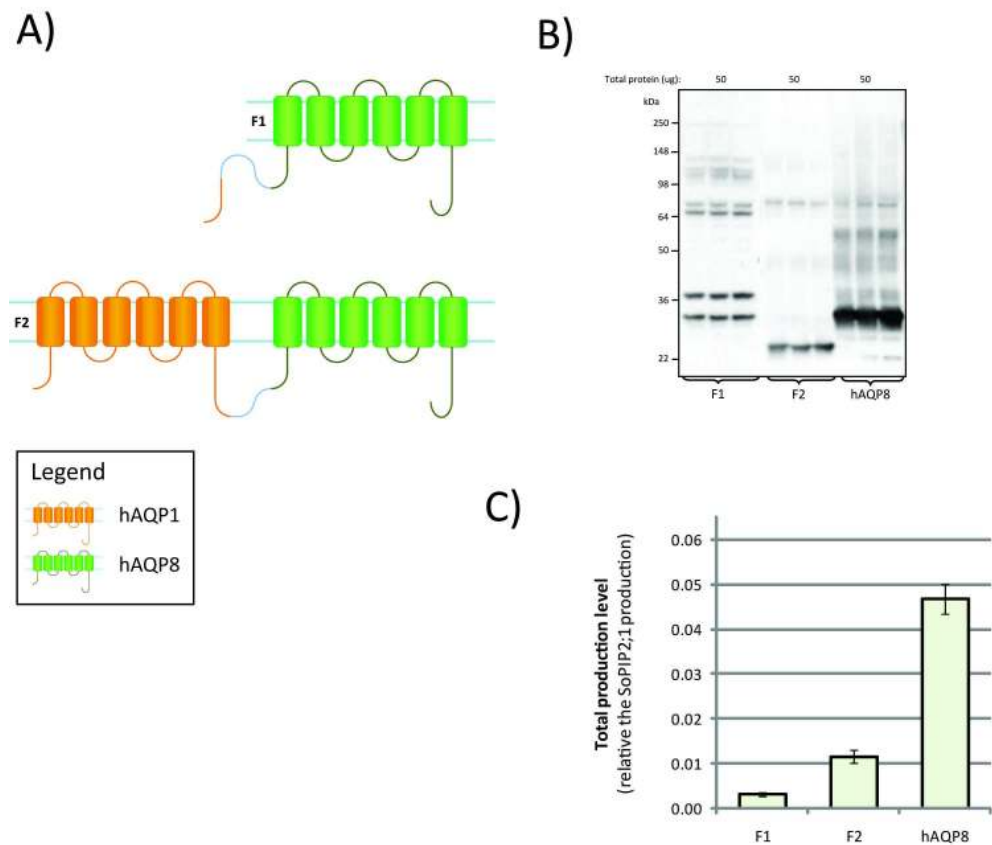 A)
F1
F2
Legend
hAQP1
hAQP8
B)
Total protein (ug): 50 50 50
kDa
250
148
98
64
50
36
22
F1 F2 hAQP8
C)
Total production level
(relative the SoPIP2;1 production)
0.06
0.05
0.04
0.03
0.02
0.01
0.00
F1 F2 hAQP8